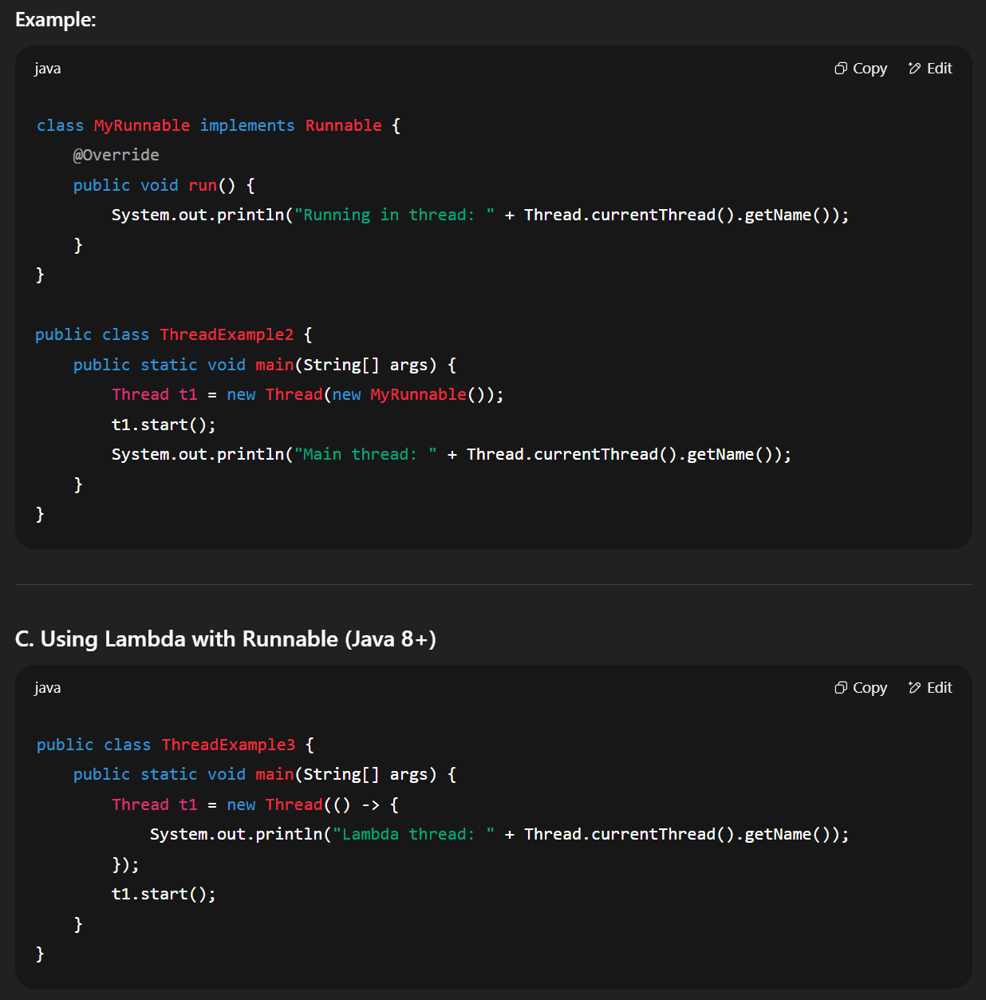 Example:
java
Copy
Edit
class MyRunnable implements Runnable {
    @Override
    public void run() {
        System.out.println("Running in thread: " + Thread.currentThread().getName());
    }
}
public class ThreadExample2 {
    public static void main(String[] args) {
        Thread t1 = new Thread(new MyRunnable());
        t1.start();
        System.out.println("Main thread: " + Thread.currentThread().getName());
    }
}
C. Using Lambda with Runnable (Java 8+)
java
Copy
Edit
public class ThreadExample3 {
    public static void main(String[] args) {
        Thread t1 = new Thread(() -> {
            System.out.println("Lambda thread: " + Thread.currentThread().getName());
        });
        t1.start();
    }
}